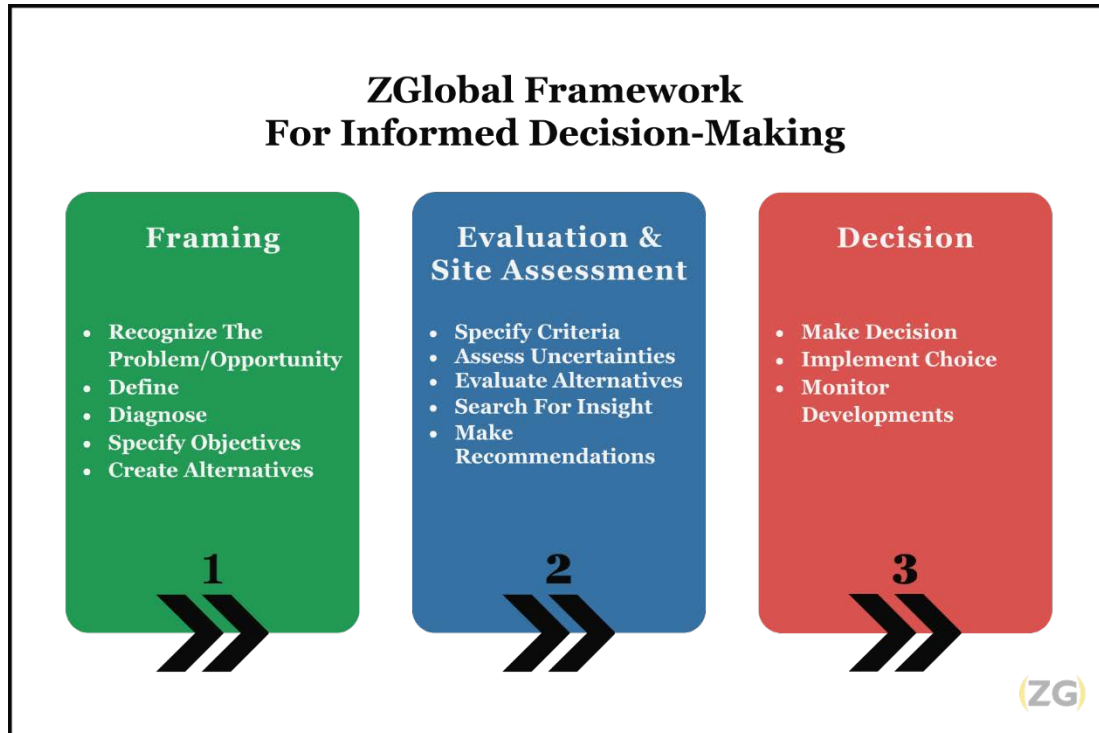 ZGlobal Framework
For Informed Decision-Making
Framing
• Recognize The
Problem/Opportunity
• Define
• Diagnose
• Specify Objectives
• Create Alternatives
1
Evaluation &
Site Assessment
• Specify Criteria
• Assess Uncertainties
• Evaluate Alternatives
• Search For Insight
• Make
Recommendations
2
Decision
• Make Decision
• Implement Choice
• Monitor
Developments
3
(ZG)